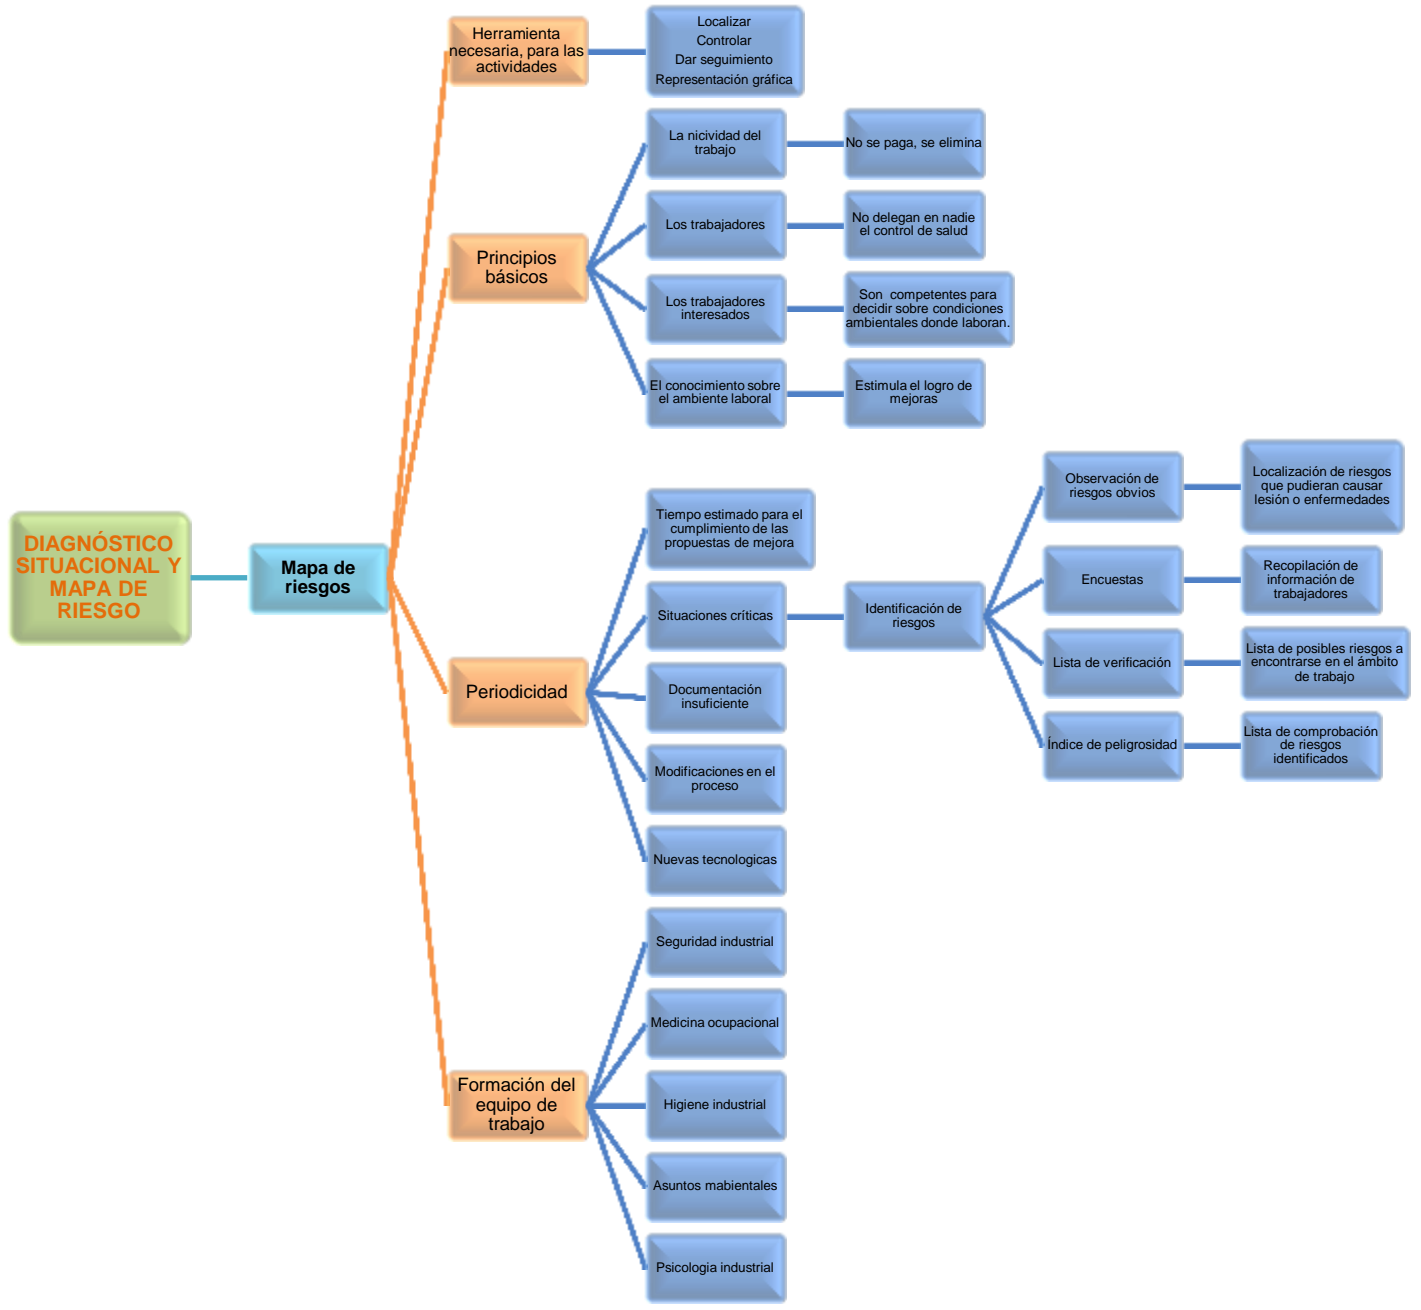 DIAGNÓSTICO
SITUACIONAL Y
MAPA DE
RIESGO
Mapa de
riesgos
Herramienta
necesaria, para las
actividades
Localizar
Controlar
Dar seguimiento
Representación gráfica
Principios
básicos
La nicividad del
trabajo
No se paga, se elimina
Los trabajadores
No delegan en nadie
el control de salud
Los trabajadores
interesados
Son competentes para
decidir sobre condiciones
ambientales donde laboran.
El conocimiento sobre
el ambiente laboral
Estimula el logro de
mejoras
Periodicidad
Tiempo estimado para el
cumplimiento de las
propuestas de mejora
Situaciones críticas
Identificación de
riesgos
Observación de
riesgos obvios
Localización de riesgos
que pudieran causar
lesión o enfermedades
Encuestas
Recopilación de
información de
trabajadores
Lista de verificación
Lista de posibles riesgos a
encontrarse en el ámbito
de trabajo
Índice de peligrosidad
Lista de comprobación
de riesgos
identificados
Documentación
insuficiente
Modificaciones en el
proceso
Nuevas tecnologicas
Formación del
equipo de
trabajo
Seguridad industrial
Medicina ocupacional
Higiene industrial
Asuntos mabientales
Psicologia industrial